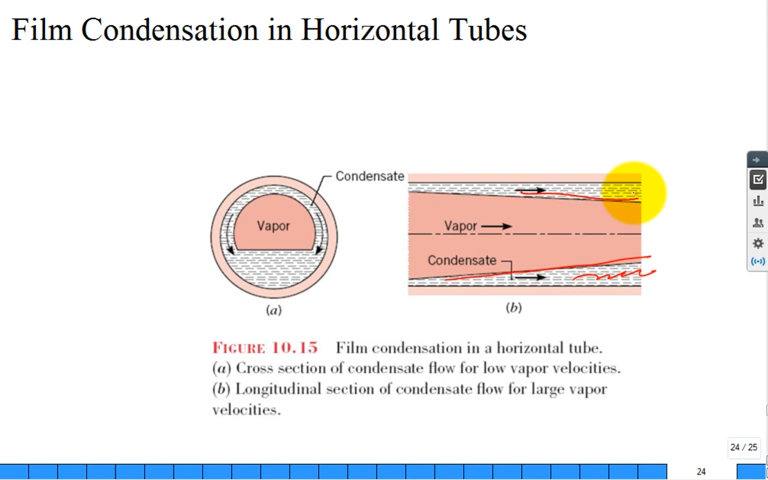 Film Condensation in Horizontal Tubes
Condensate
Vapor
Vapor
Condensate
(a)
(b)
FIGURE 10.15 Film condensation in a horizontal tube.
(a) Cross section of condensate flow for low vapor velocities.
(b) Longitudinal section of condensate flow for large vapor
velocities.
24 / 25
24